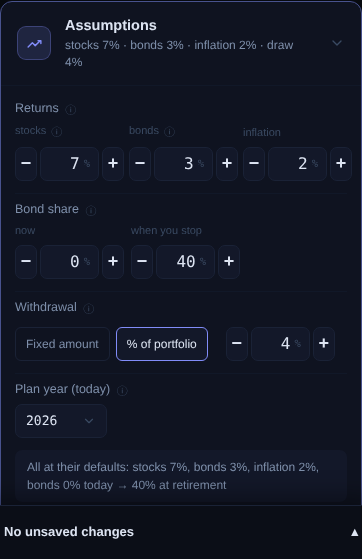 Assumptions
stocks 7% · bonds 3% · inflation 2% · draw
4%
Returns
stocks bonds inflation
− 7 % + − 3 % + − 2 % +
Bond share
now when you stop
− 0 % + − 40 % +
Withdrawal
Fixed amount % of portfolio − 4 % +
Plan year (today)
2026
All at their defaults: stocks 7%, bonds 3%, inflation 2%,
bonds 0% today → 40% at retirement
No unsaved changes ▲